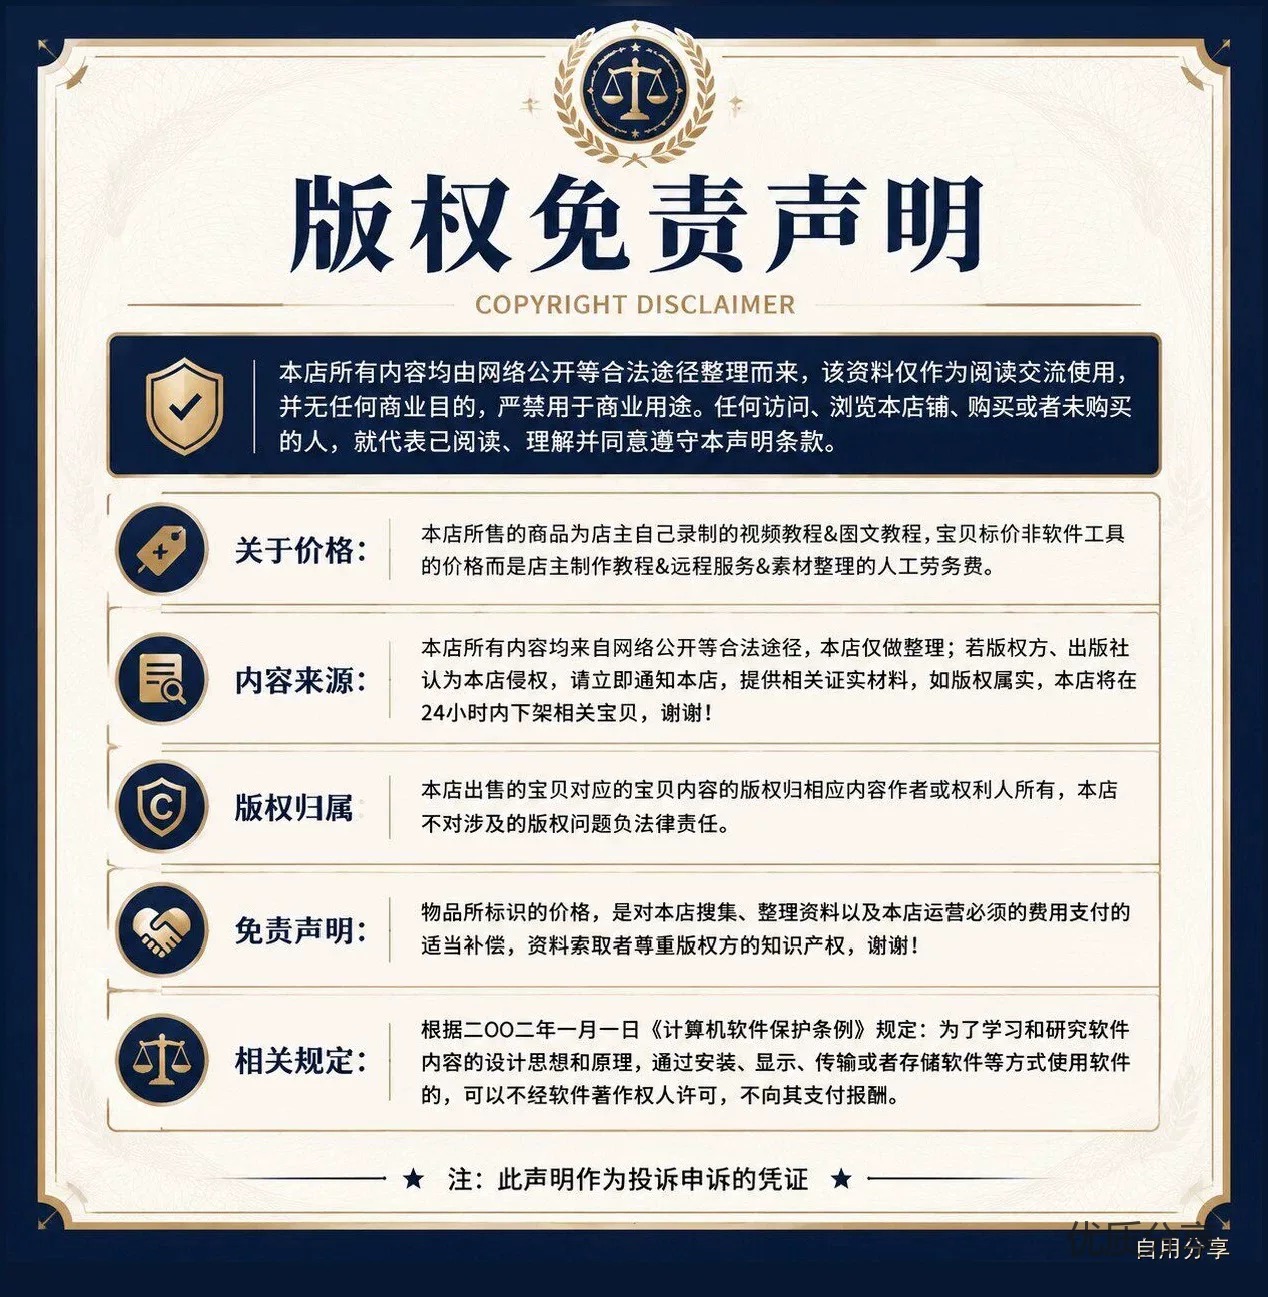 版权免责声明
COPYRIGHT DISCLAIMER
本店所有内容均由网络公开等合法途径整理而来，该资料仅作为阅读交流使用，
并无任何商业目的，严禁用于商业用途。任何访问、浏览本店铺、购买或者未购买
的人，就代表己阅读、理解并同意遵守本声明条款。
关于价格：
本店所售的商品为店主自己录制的视频教程&图文教程，宝贝标价非软件工具
的价格而是店主制作教程&远程服务&素材整理的人工劳务费。
内容来源：
本店所有内容均来自网络公开等合法途径，本店仅做整理；若版权方、出版社
认为本店侵权，请立即通知本店，提供相关证实材料，如版权属实，本店将在
24小时内下架相关宝贝，谢谢！
版权归属
本店出售的宝贝对应的宝贝内容的版权归相应内容作者或权利人所有，本店
不对涉及的版权问题负法律责任。
免责声明：
物品所标识的价格，是对本店搜集、整理资料以及本店运营必须的费用支付的
适当补偿，资料索取者尊重版权方的知识产权，谢谢！
相关规定：
根据二OO二年一月一日《计算机软件保护条例》规定：为了学习和研究软件
内容的设计思想和原理，通过安装、显示、传输或者存储软件等方式使用软件
的，可以不经软件著作权人许可，不向其支付报酬。
注：此声明作为投诉申诉的凭证
自用分享